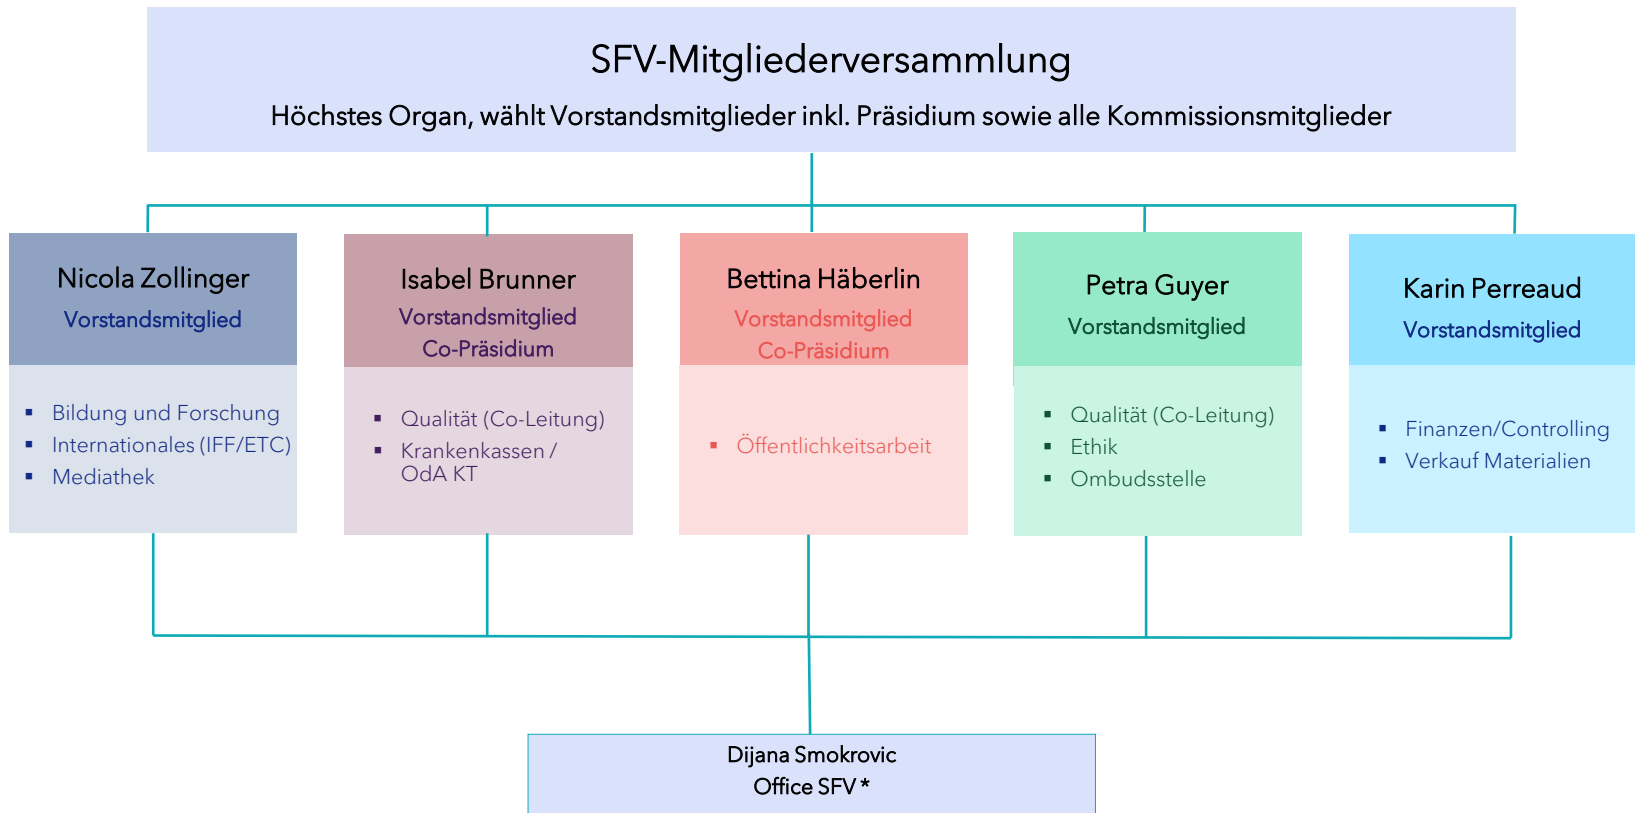 SFV-Mitgliederversammlung
Höchstes Organ, wählt Vorstandsmitglieder inkl. Präsidium sowie alle Kommissionsmitglieder
Nicola Zollinger
Vorstandsmitglied
▪ Bildung und Forschung
▪ Internationales (IFF/ETC)
▪ Mediathek
Isabel Brunner
Vorstandsmitglied
Co-Präsidium
▪ Qualität (Co-Leitung)
▪ Krankenkassen /
OdA KT
Bettina Häberlin
Vorstandsmitglied
Co-Präsidium
▪ Öffentlichkeitsarbeit
Petra Guyer
Vorstandsmitglied
▪ Qualität (Co-Leitung)
▪ Ethik
▪ Ombudsstelle
Karin Perreaud
Vorstandsmitglied
▪ Finanzen/Controlling
▪ Verkauf Materialien
Dijana Smokrovic
Office SFV *